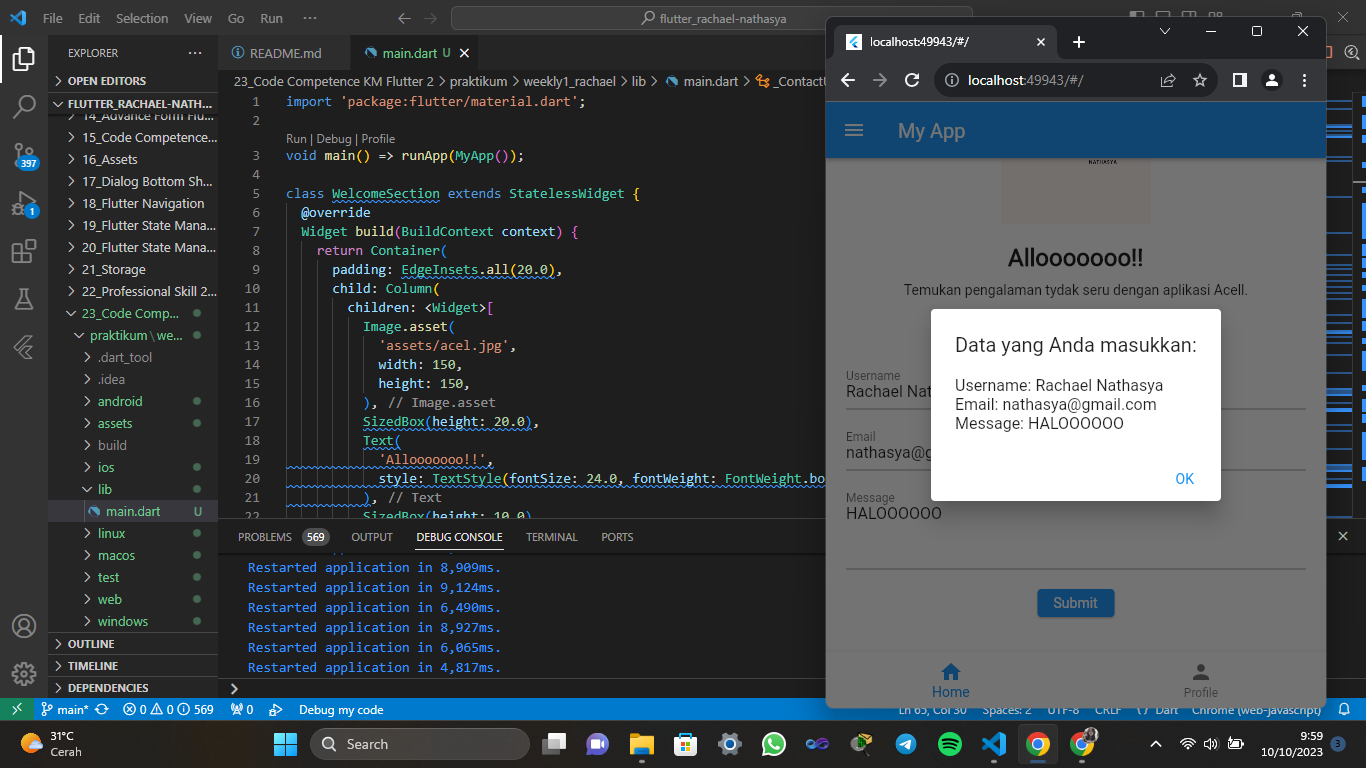 File Edit Selection View Go Run ···
flutter_rachael-nathasya
EXPLORER ···
OPEN EDITORS
FLUTTER_RACHAEL-NATH...
14_Advance Form Flu...
15_Code Competence...
16_Assets
17_Dialog Bottom Sh...
18_Flutter Navigation
19_Flutter State Mana...
20_Flutter State Mana...
21_Storage
22_Professional Skill 2...
23_Code Comp...
praktikum \ we...
.dart_tool
.idea
android
assets
build
ios
lib
main.dart U
linux
macos
test
web
windows
OUTLINE
TIMELINE
DEPENDENCIES
397
1
README.md
main.dart U
23_Code Competence KM Flutter 2 > praktikum > weekly1_rachael > lib > main.dart >
1 import 'package:flutter/material.dart';
2
Run | Debug | Profile
3 void main() => runApp(MyApp());
4
5 class WelcomeSection extends StatelessWidget {
6 @override
7 Widget build(BuildContext context) {
8 return Container(
9 padding: EdgeInsets.all(20.0),
10 child: Column(
11 children: <Widget>[
12 Image.asset(
13 'assets/acel.jpg',
14 width: 150,
15 height: 150,
16 ), // Image.asset
17 SizedBox(height: 20.0),
18 Text(
19 'Allooooooo!!',
20 style: TextStyle(fontSize: 24.0, fontWeight: FontWeight.bo
21 ), // Text
22 SizedBox(height: 10.0)
PROBLEMS 569 OUTPUT DEBUG CONSOLE TERMINAL PORTS
Restarted application in 8,909ms.
Restarted application in 9,124ms.
Restarted application in 6,490ms.
Restarted application in 8,927ms.
Restarted application in 6,065ms.
Restarted application in 4,817ms.
main* 0 0 569 0 Debug my code
Ln 65, Col 30 Spaces: 2 UTF-8 CRLF { } Dart Chrome (web-javascript)
localhost:49943/#/
localhost:49943/#/
My App
NATHASYA
Allooooooo!!
Temukan pengalaman tydak seru dengan aplikasi Acell.
Data yang Anda masukkan:
Username: Rachael Nathasya
Email: nathasya@gmail.com
Message: HALOOOOOO
OK
Username
Rachael Nat
Email
nathasya@g
Message
HALOOOOOO
Submit
Home
Profile
31°C
Cerah
Search
9:59
10/10/2023
3